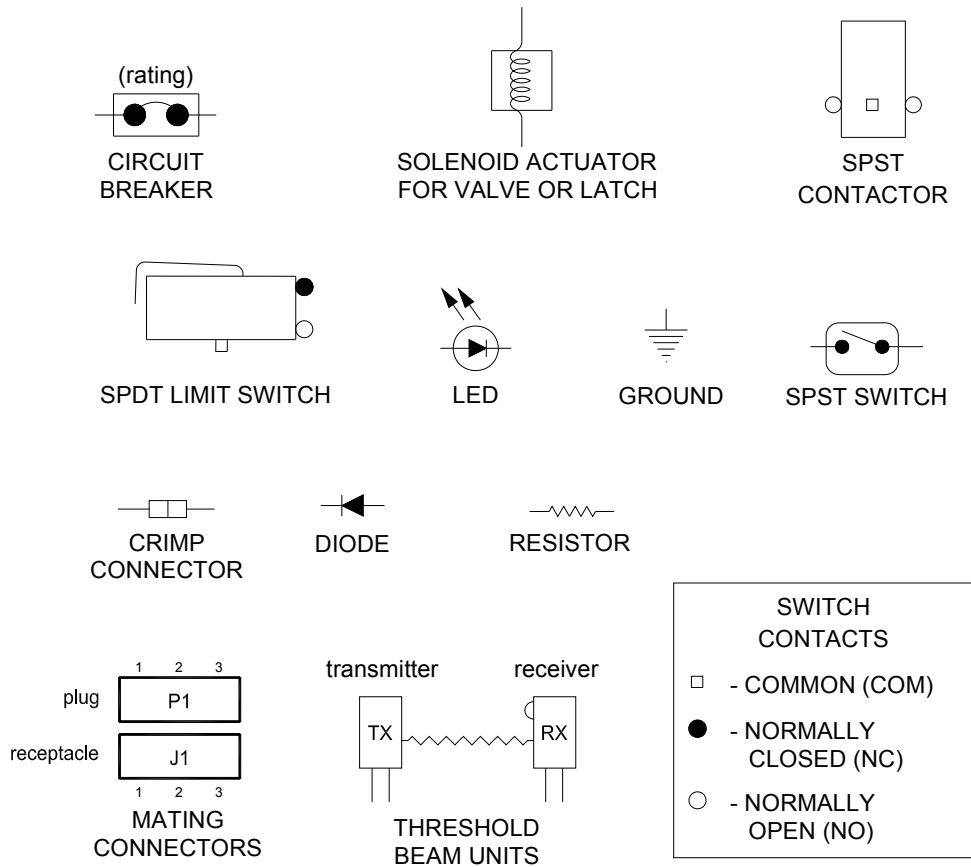 (rating)
CIRCUIT
BREAKER
SOLENOID ACTUATOR
FOR VALVE OR LATCH
SPST
CONTACTOR
SPDT LIMIT SWITCH
LED
GROUND
SPST SWITCH
CRIMP
CONNECTOR
DIODE
RESISTOR
1 2 3
plug
P1
receptacle
J1
1 2 3
MATING
CONNECTORS
transmitter
receiver
TX
RX
THRESHOLD
BEAM UNITS
SWITCH
CONTACTS
- COMMON (COM)
- NORMALLY
CLOSED (NC)
- NORMALLY
OPEN (NO)